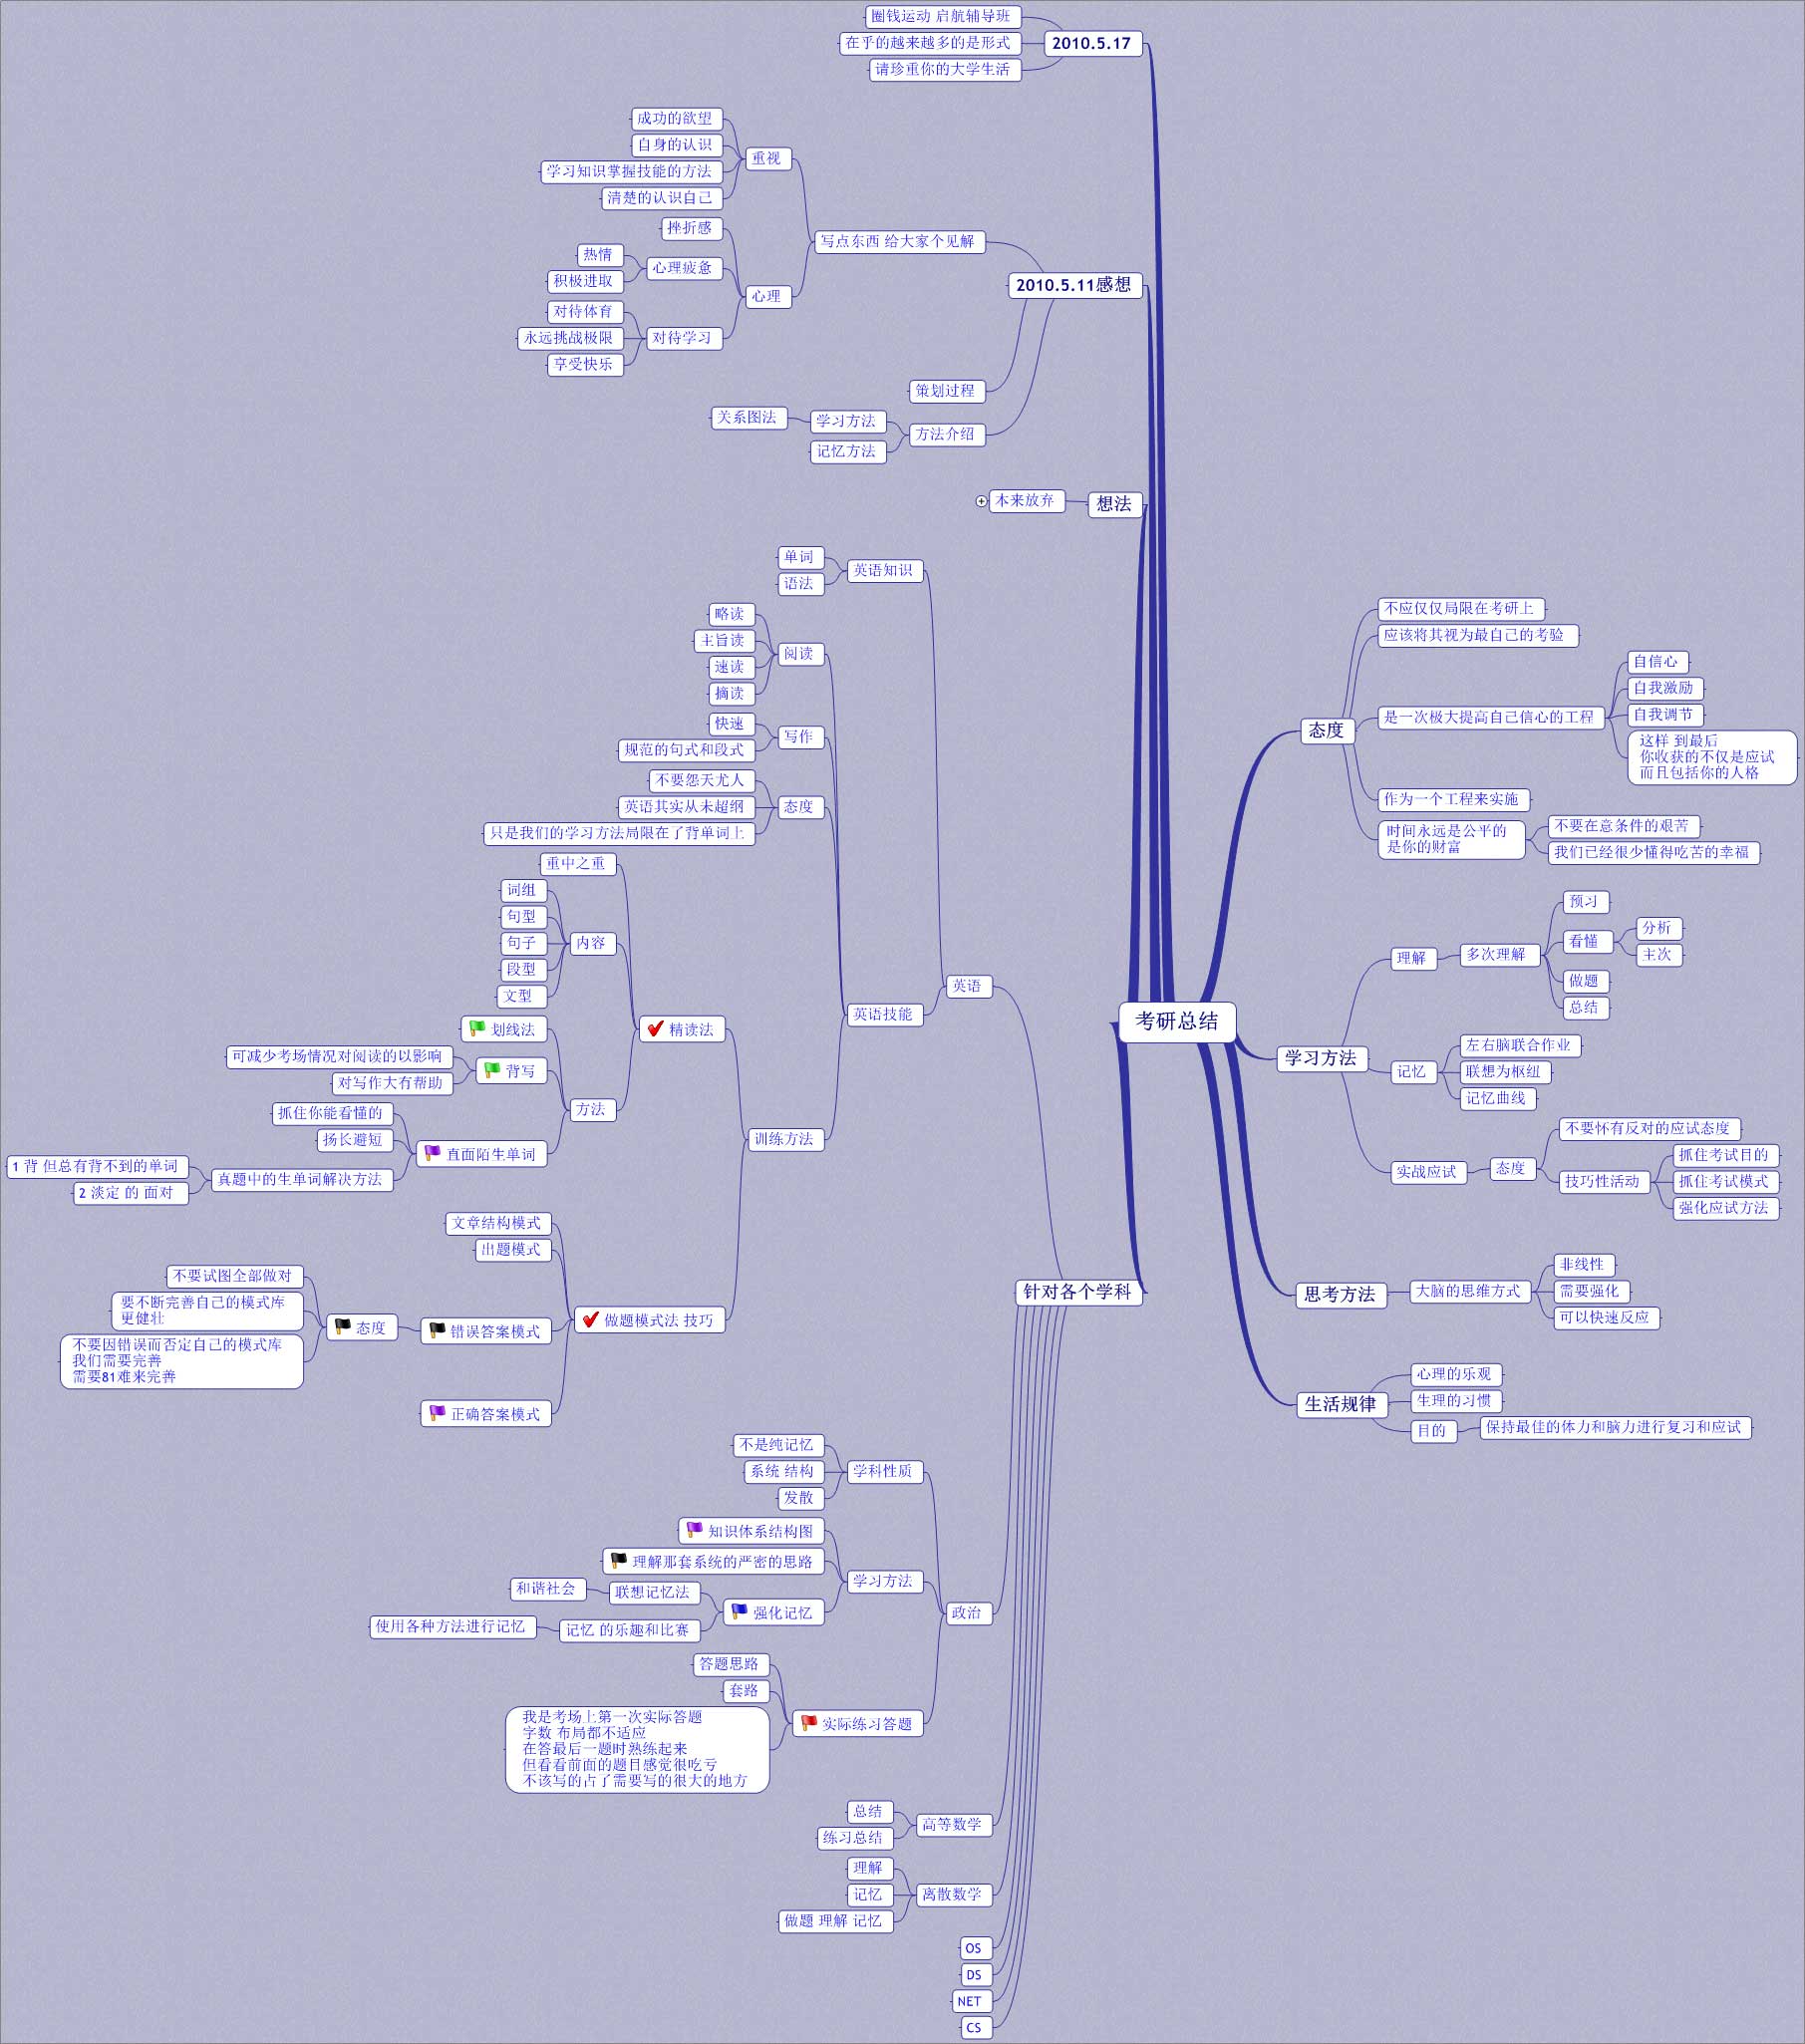 考研总结
态度
不应仅仅局限在考研上
应该将其视为最自己的考验
是一次极大提高自己信心的工程
自信心
自我激励
自我调节
这样 到最后
你收获的不仅是应试
而且包括你的人格
作为一个工程来实施
时间永远是公平的
是你的财富
不要在意条件的艰苦
我们已经很少懂得吃苦的幸福
学习方法
理解
多次理解
预习
看懂
分析
主次
做题
总结
记忆
左右脑联合作业
联想为枢纽
记忆曲线
实战应试
态度
不要怀有反对的应试态度
技巧性活动
抓住考试目的
抓住考试模式
强化应试方法
思考方法
大脑的思维方式
非线性
需要强化
可以快速反应
生活规律
心理的乐观
生理的习惯
目的
保持最佳的体力和脑力进行复习和应试
2010.5.17
圈钱运动 启航辅导班
在乎的越来越多的是形式
请珍重你的大学生活
2010.5.11感想
写点东西 给大家个见解
重视
成功的欲望
自身的认识
学习知识掌握技能的方法
清楚的认识自己
心理
挫折感
心理疲惫
热情
积极进取
对待学习
对待体育
永远挑战极限
享受快乐
策划过程
方法介绍
学习方法
关系图法
记忆方法
想法
本来放弃
针对各个学科
英语
英语知识
单词
语法
英语技能
阅读
略读
主旨读
速读
摘读
写作
快速
规范的句式和段式
态度
不要怨天尤人
英语其实从未超纲
只是我们的学习方法局限在了背单词上
训练方法
精读法
重中之重
内容
词组
句型
句子
段型
文型
方法
划线法
背写
可减少考场情况对阅读的以影响
对写作大有帮助
直面陌生单词
抓住你能看懂的
扬长避短
真题中的生单词解决方法
1 背 但总有背不到的单词
2 淡定 的 面对
做题模式法 技巧
文章结构模式
出题模式
错误答案模式
态度
不要试图全部做对
要不断完善自己的模式库
更健壮
不要因错误而否定自己的模式库
我们需要完善
需要81难来完善
正确答案模式
政治
学科性质
不是纯记忆
系统 结构
发散
学习方法
知识体系结构图
理解那套系统的严密的思路
强化记忆
联想记忆法
和谐社会
记忆 的乐趣和比赛
使用各种方法进行记忆
实际练习答题
答题思路
套路
我是考场上第一次实际答题
字数 布局都不适应
在答最后一题时熟练起来
但看看前面的题目感觉很吃亏
不该写的占了需要写的很大的地方
高等数学
总结
练习总结
离散数学
理解
记忆
做题 理解 记忆
OS
DS
NET
CS